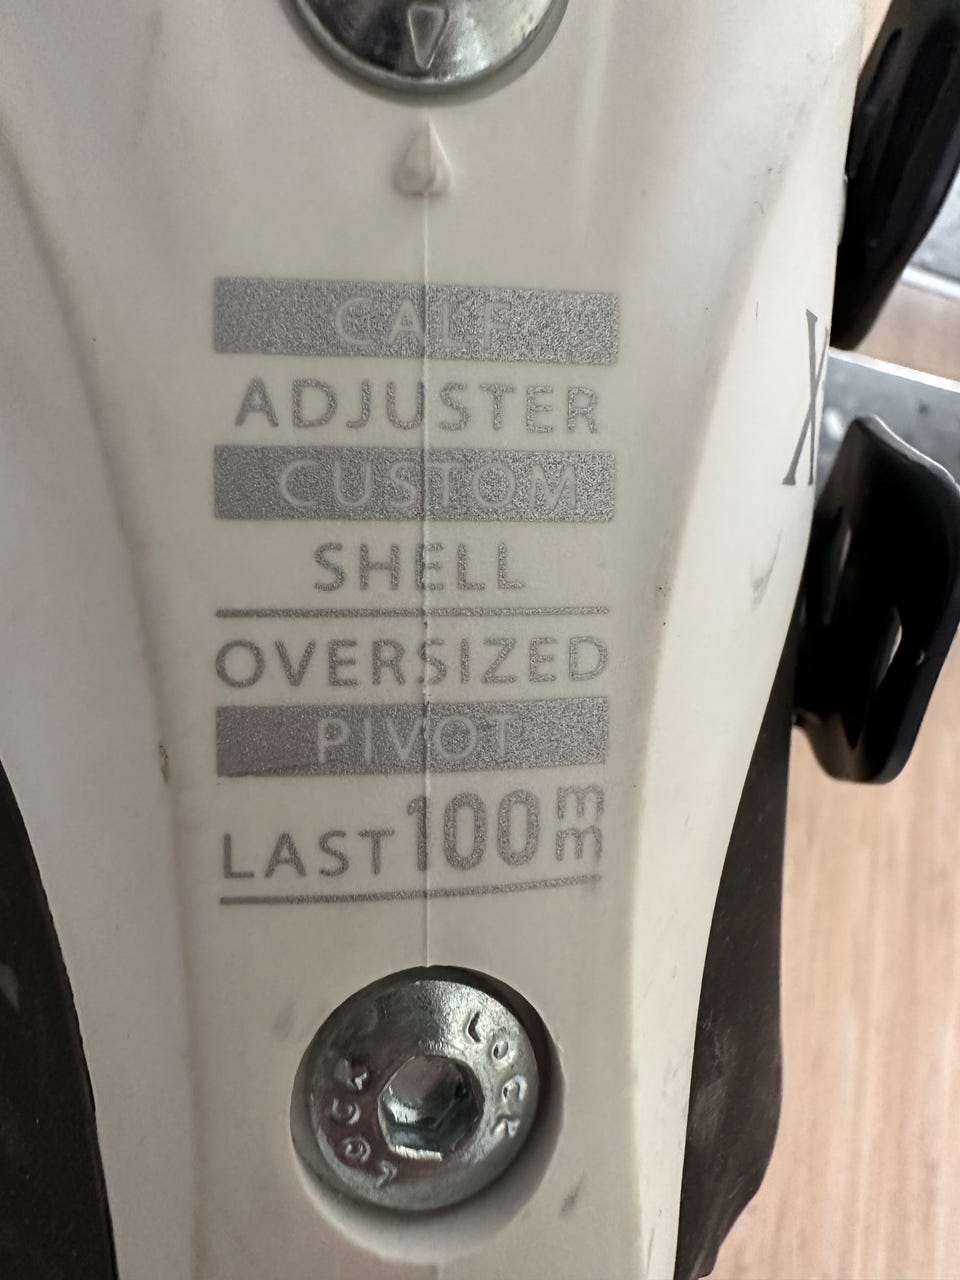 CALF
ADJUSTER
CUSTOM
SHELL
OVERSIZED
PIVOT
LAST 100 mm
X
LOCK
LOCK